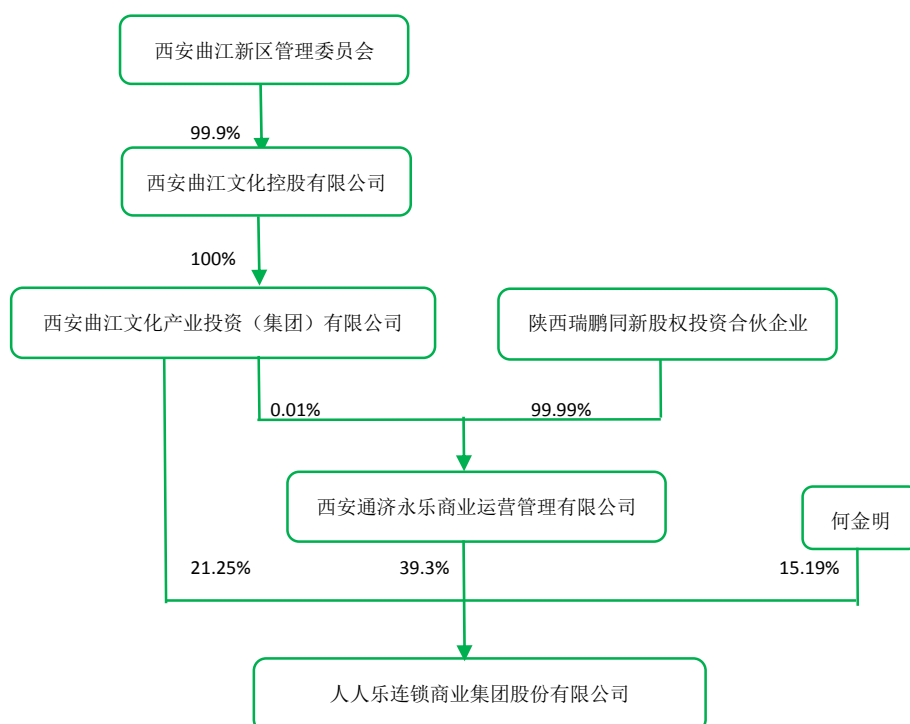 西安曲江新区管理委员会
99.9%
西安曲江文化控股有限公司
100%
西安曲江文化产业投资（集团）有限公司
陕西瑞鹏同新股权投资合伙企业
0.01%
99.99%
西安通济永乐商业运营管理有限公司
何金明
21.25%
39.3%
15.19%
人人乐连锁商业集团股份有限公司